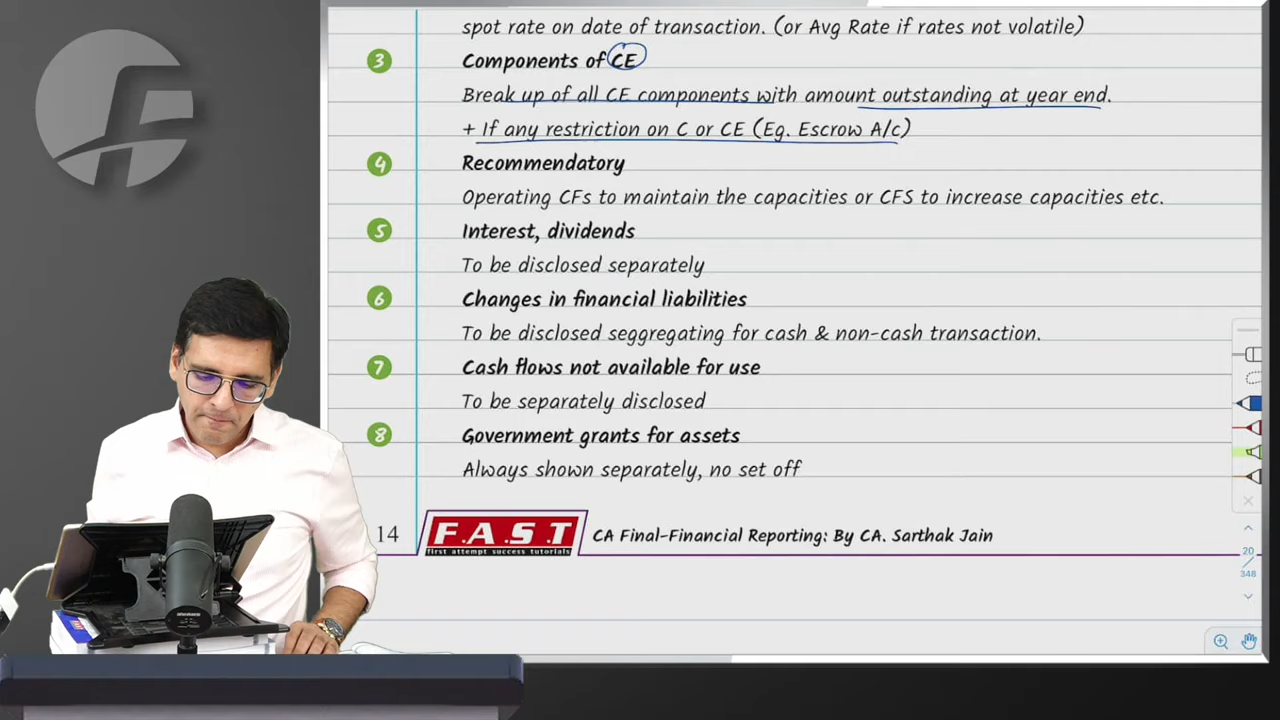 spot rate on date of transaction. (or Avg Rate if rates not volatile)
3 Components of CE
Break up of all CE components with amount outstanding at year end.
+ If any restriction on C or CE (Eg. Escrow A/c)
4 Recommendatory
Operating CFs to maintain the capacities or CFS to increase capacities etc.
5 Interest, dividends
To be disclosed separately
6 Changes in financial liabilities
To be disclosed seggregating for cash & non-cash transaction.
7 Cash flows not available for use
To be separately disclosed
8 Government grants for assets
Always shown separately, no set off
14 F.A.S.T CA Final-Financial Reporting: By CA. Sarthak Jain
first attempt success tutorials
20
348